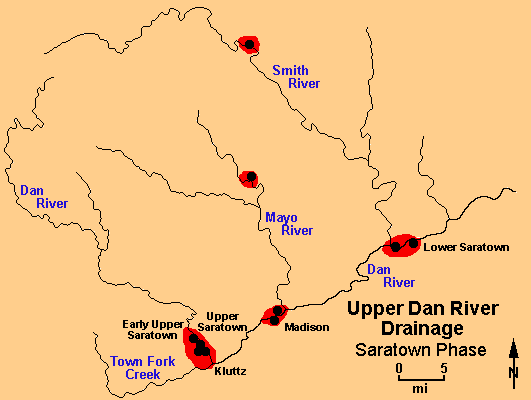 Smith
River
Dan
River
Mayo
River
Lower Saratown
Dan
River
Upper Dan River
Drainage
Saratown Phase
0 5
mi
N
Madison
Upper
Saratown
Early Upper
Saratown
Kluttz
Town Fork
Creek